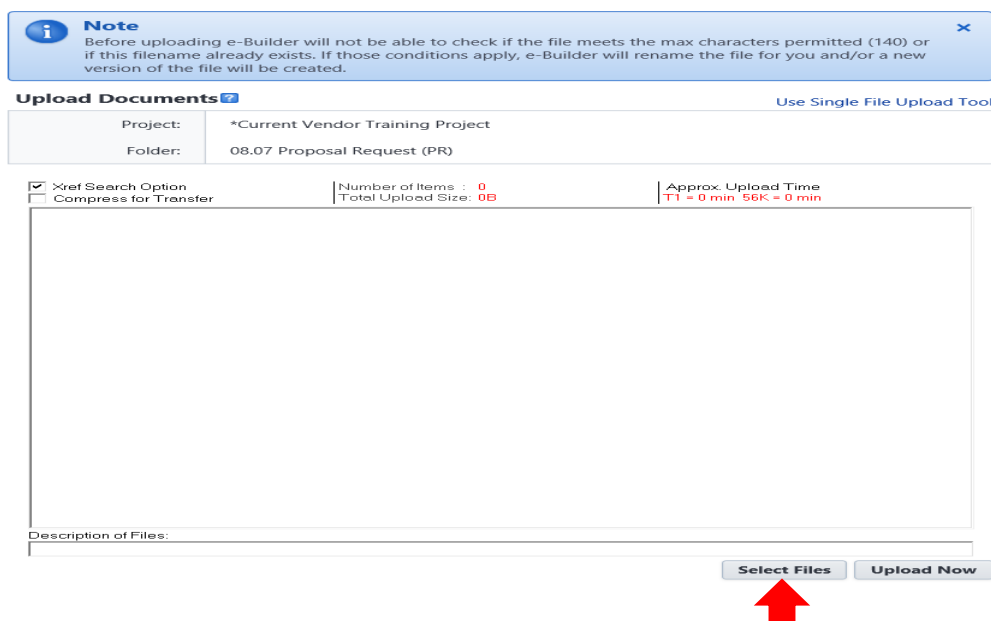 Note
Before uploading e-Builder will not be able to check if the file meets the max characters permitted (140) or
if this filename already exists. If those conditions apply, e-Builder will rename the file for you and/or a new
version of the file will be created.
Upload Documents
Use Single File Upload Tool
Project: *Current Vendor Training Project
Folder: 08.07 Proposal Request (PR)
Xref Search Option Number of Items : 0 Approx. Upload Time
Compress for Transfer Total Upload Size: 0B T1 = 0 min 56K = 0 min
Description of Files:
Select Files Upload Now